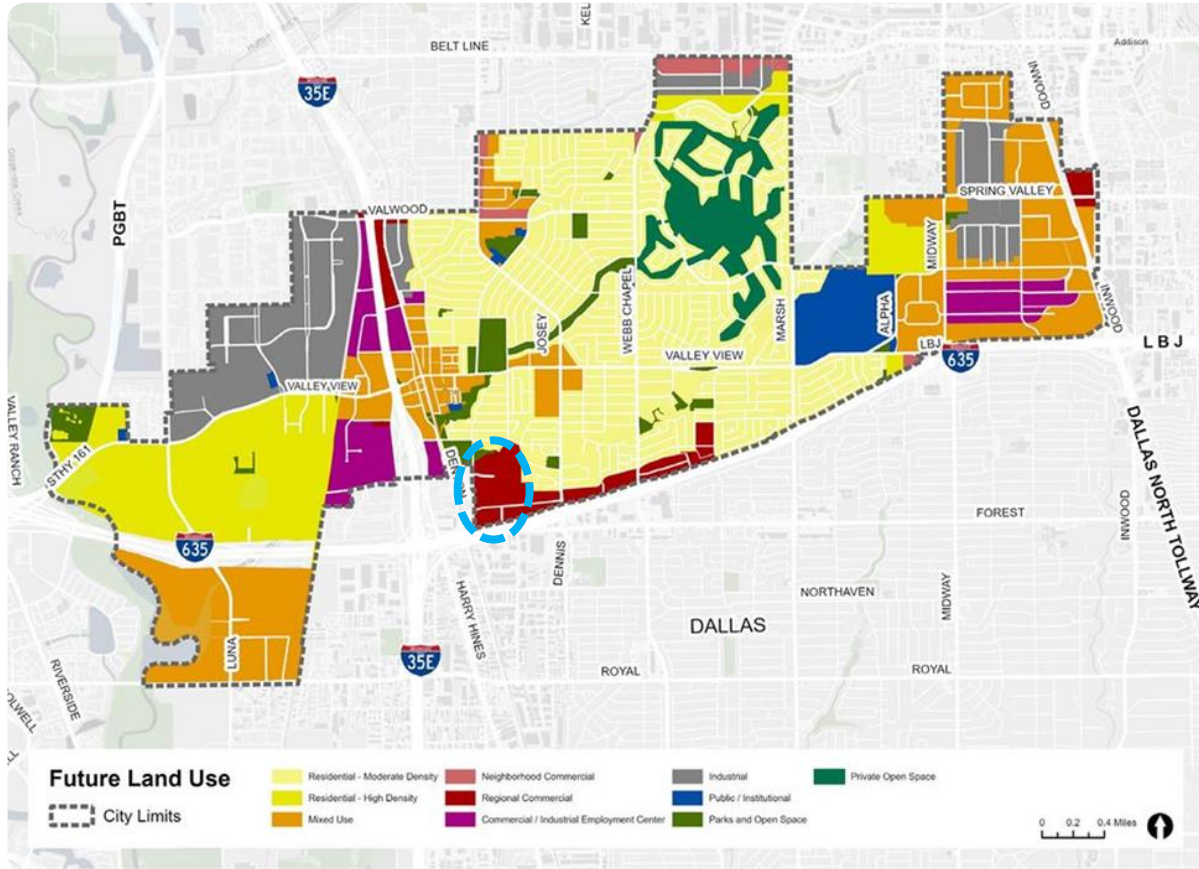 KEL
BELT LINE
Addison
INTERSTATE
35E
INWOOD
PGBT
SPRING VALLEY
VALWOOD
MIDWAY
WEBB CHAPEL
MARSH
ALPHA
INWOOD
JOSEY
LBJ
LBJ
635
VALLEY VIEW
VALLEY VIEW
VALLEY RANCH
STHY 161
DENTON
DALLAS NORTH TOLLWAY
INWOOD
FOREST
635
DENNIS
HARRY HINES
NORTHAVEN
MIDWAY
DALLAS
LUNA
35E
ROYAL
ROYAL
RIVERSIDE
Future Land Use
City Limits
Residential - Moderate Density
Residential - High Density
Mixed Use
Neighborhood Commercial
Regional Commercial
Commercial / Industrial Employment Center
Industrial
Public / Institutional
Parks and Open Space
Private Open Space
0 0.2 0.4 Miles